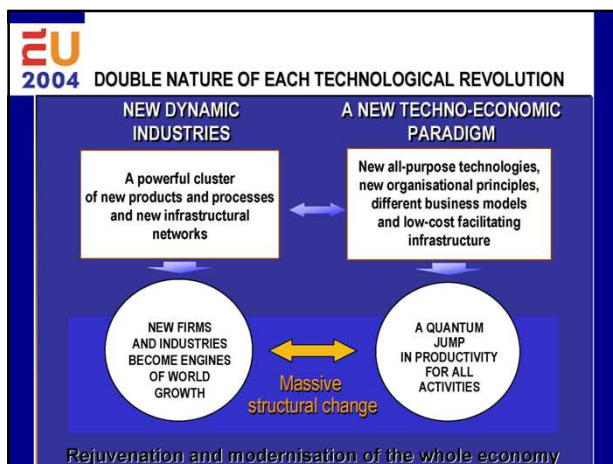 nlU
2004
DOUBLE NATURE OF EACH TECHNOLOGICAL REVOLUTION
NEW DYNAMIC
INDUSTRIES
A NEW TECHNO-ECONOMIC
PARADIGM
A powerful cluster
of new products and processes
and new infrastructural
networks
New all-purpose technologies,
new organisational principles,
different business models
and low-cost facilitating
infrastructure
NEW FIRMS
AND INDUSTRIES
BECOME ENGINES
OF WORLD
GROWTH
Massive
structural change
A QUANTUM
JUMP
IN PRODUCTIVITY
FOR ALL
ACTIVITIES
Rejuvenation and modernisation of the whole economy